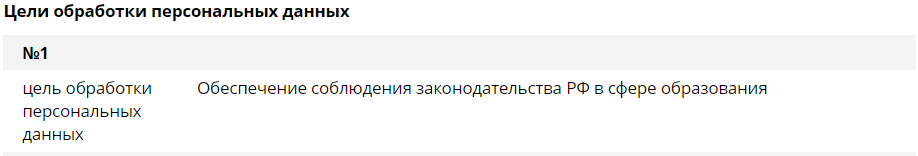 Цели обработки персональных данных
№1
цель обработки Обеспечение соблюдения законодательства РФ в сфере образования
персональных
данных